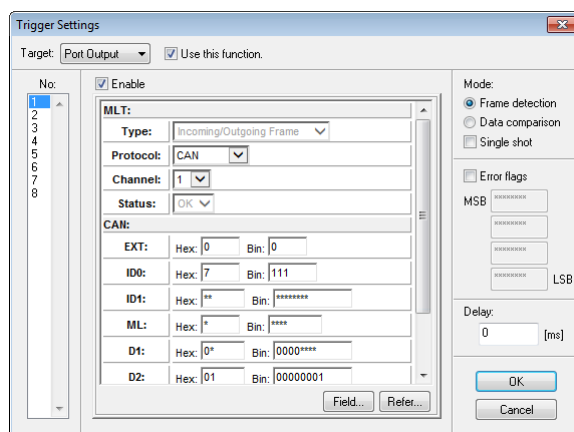 Trigger Settings
Target: Port Output Use this function.
No:
1
2
3
4
5
6
7
8
Enable
MLT:
Type: Incoming/Outgoing Frame
Protocol: CAN
Channel: 1
Status: OK
CAN:
EXT: Hex: 0 Bin: 0
ID0: Hex: 7 Bin: 111
ID1: Hex: ** Bin: ********
ML: Hex: * Bin: ****
D1: Hex: 0* Bin: 0000****
D2: Hex: 01 Bin: 00000001
Field... Refer...
Mode:
Frame detection
Data comparison
Single shot
Error flags
MSB ********
********
********
******** LSB
Delay:
0 [ms]
OK
Cancel